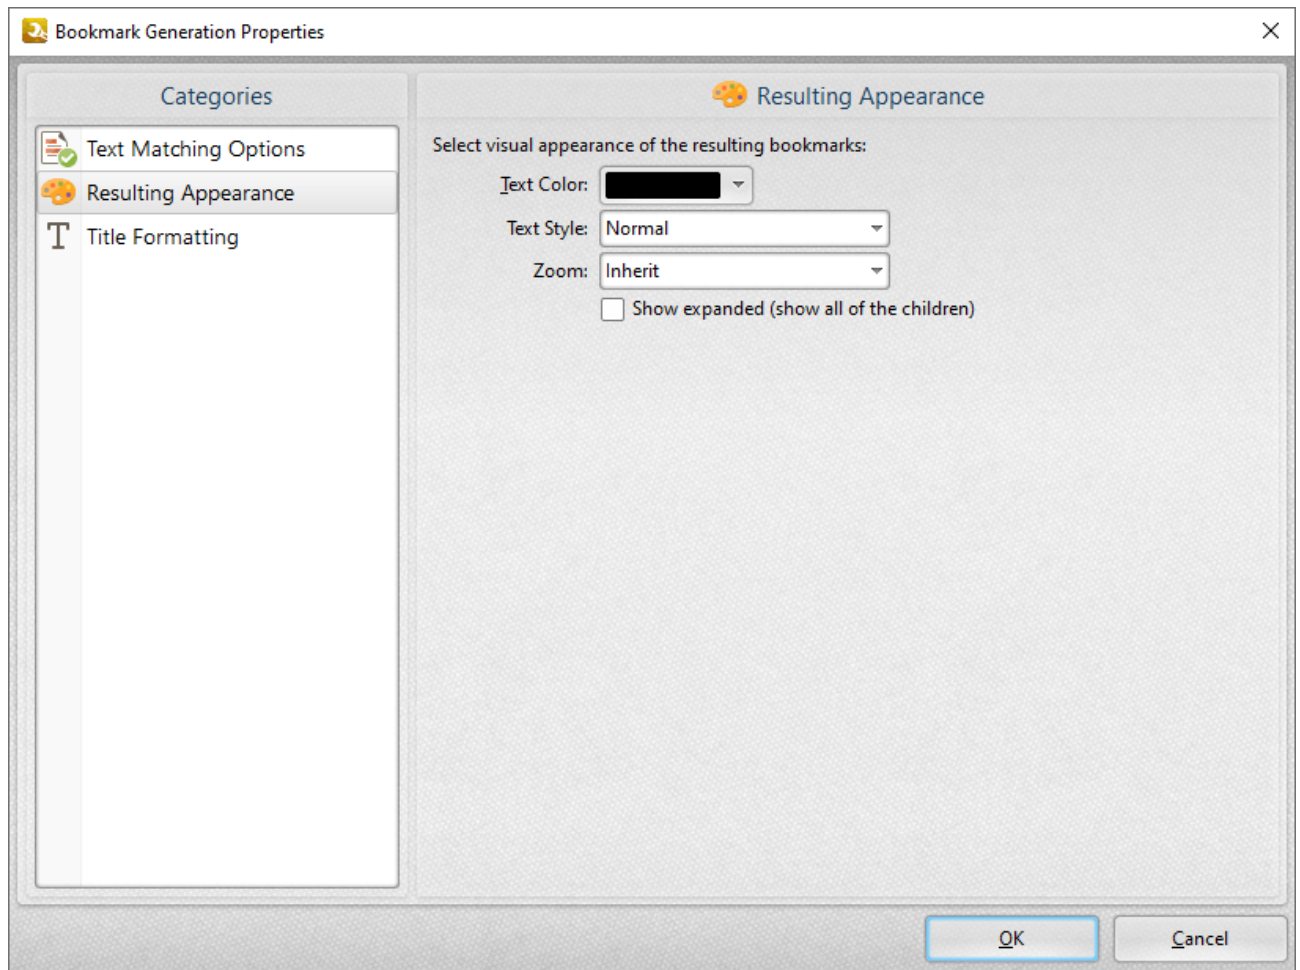 Bookmark Generation Properties
Categories
Text Matching Options
Resulting Appearance
Title Formatting
Resulting Appearance
Select visual appearance of the resulting bookmarks:
Text Color:
Text Style: Normal
Zoom: Inherit
Show expanded (show all of the children)
OK Cancel